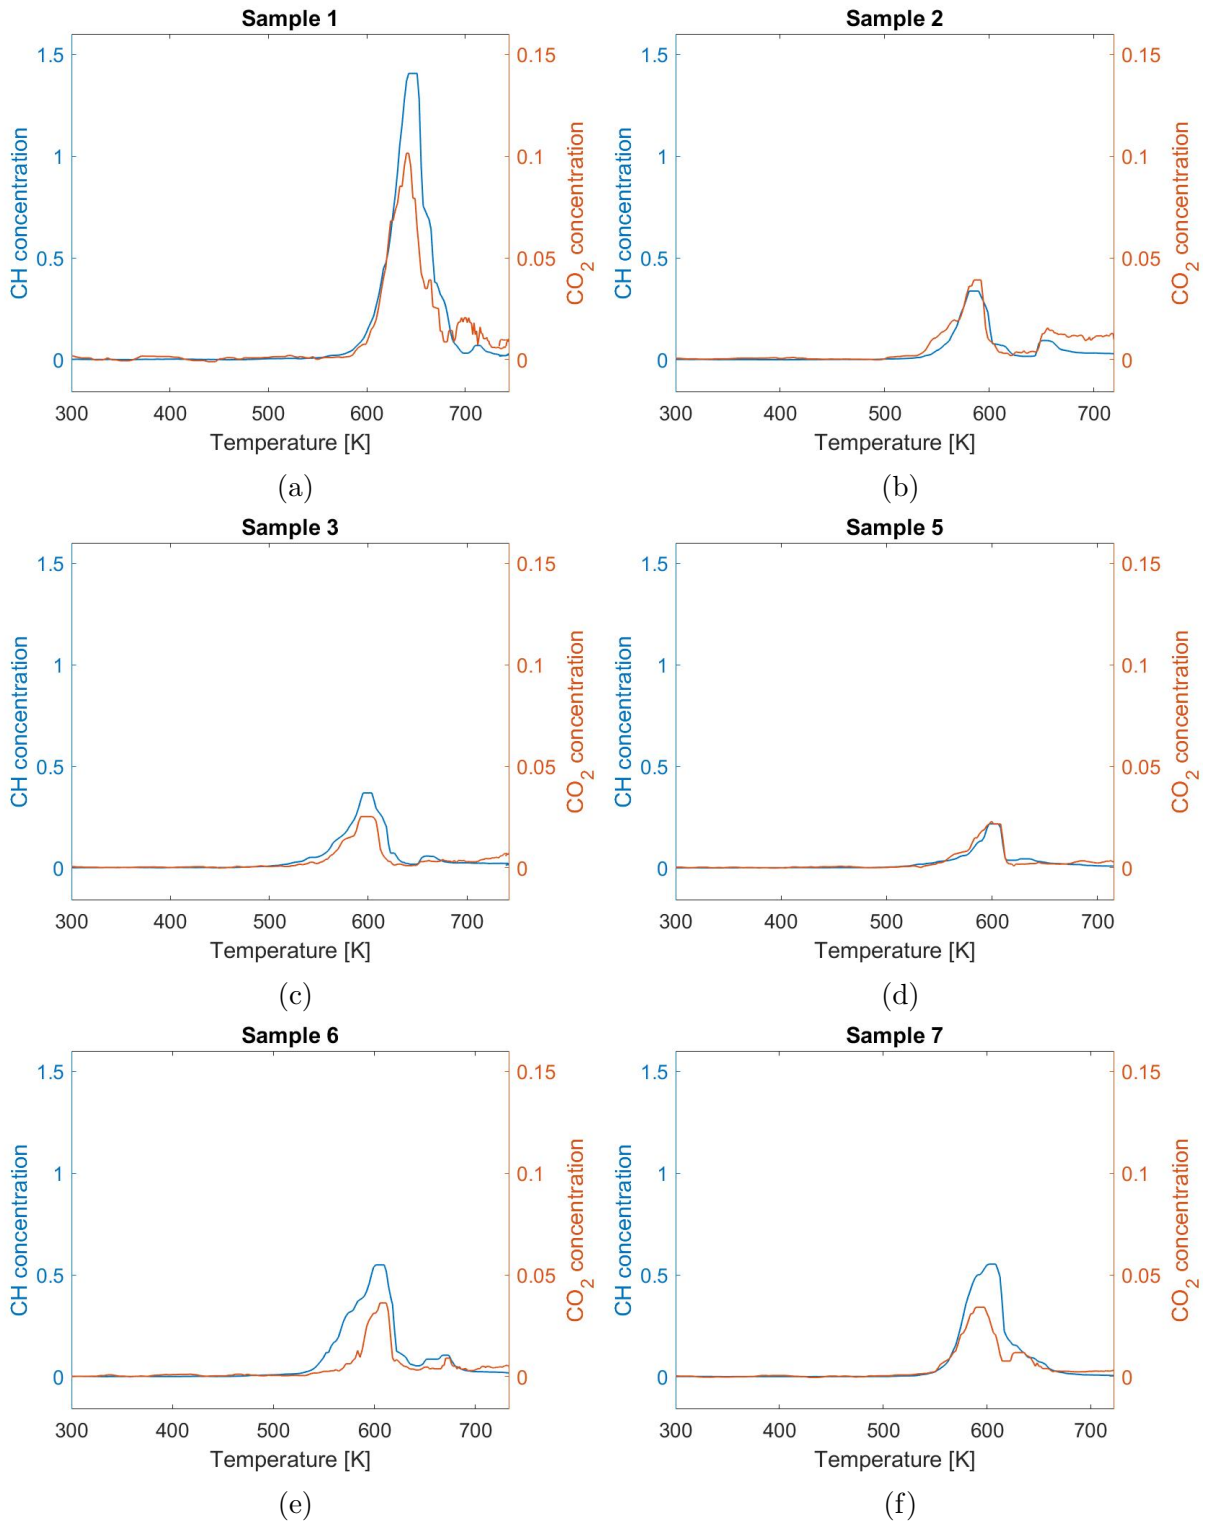 Sample 1
1.5
1
0.5
0
CH concentration
0.15
0.1
0.05
0
CO2 concentration
300 400 500 600 700
Temperature [K]
(a)
Sample 2
1.5
1
0.5
0
CH concentration
0.15
0.1
0.05
0
CO2 concentration
300 400 500 600 700
Temperature [K]
(b)
Sample 3
1.5
1
0.5
0
CH concentration
0.15
0.1
0.05
0
CO2 concentration
300 400 500 600 700
Temperature [K]
(c)
Sample 5
1.5
1
0.5
0
CH concentration
0.15
0.1
0.05
0
CO2 concentration
300 400 500 600 700
Temperature [K]
(d)
Sample 6
1.5
1
0.5
0
CH concentration
0.15
0.1
0.05
0
CO2 concentration
300 400 500 600 700
Temperature [K]
(e)
Sample 7
1.5
1
0.5
0
CH concentration
0.15
0.1
0.05
0
CO2 concentration
300 400 500 600 700
Temperature [K]
(f)